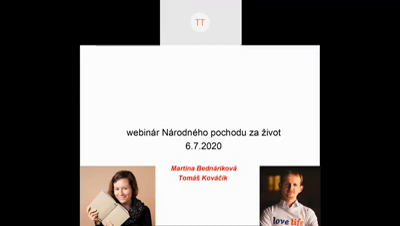 TT
webinár Národného pochodu za život
6.7.2020
Martina Bednáriková
Tomáš Kováčik
love life